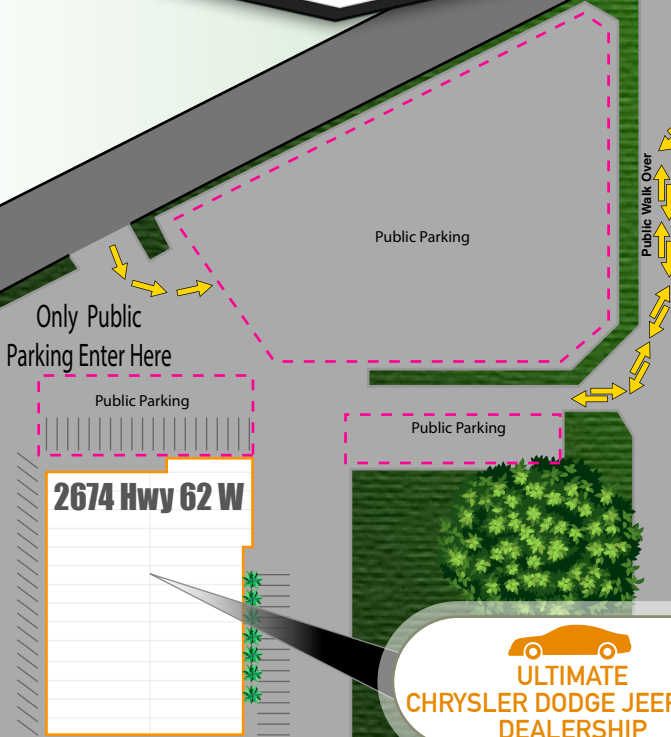 Public Walk Over
Public Parking
Only Public
Parking Enter Here
Public Parking
Public Parking
2674 Hwy 62 W
ULTIMATE
CHRYSLER DODGE JEEP
DEALERSHIP